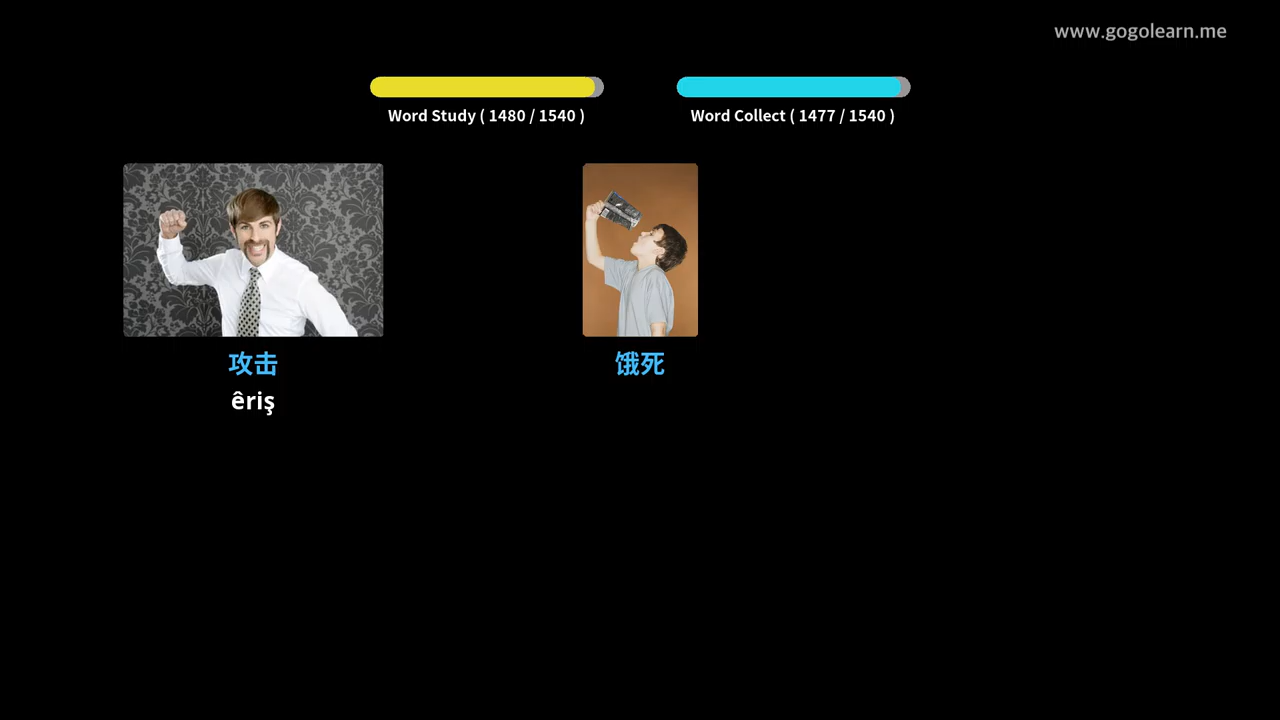 www.gogolearn.me
Word Study ( 1480 / 1540 )
Word Collect ( 1477 / 1540 )
攻击
饿死
êriş